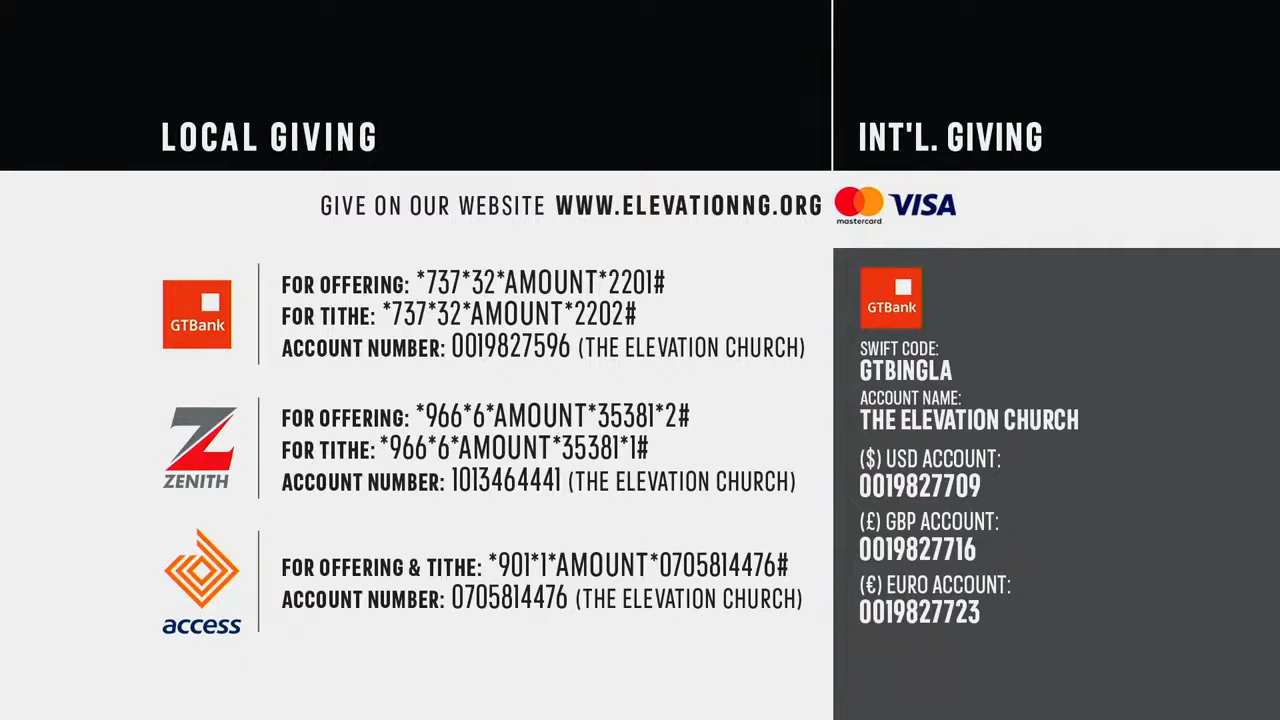 LOCAL GIVING
INT'L. GIVING
GIVE ON OUR WEBSITE WWW.ELEVATIONNG.ORG
mastercard
VISA
GTBank
FOR OFFERING: *737*32*AMOUNT*2201#
FOR TITHE: *737*32*AMOUNT*2202#
ACCOUNT NUMBER: 0019827596 (THE ELEVATION CHURCH)
ZENITH
FOR OFFERING: *966*6*AMOUNT*35381*2#
FOR TITHE: *966*6*AMOUNT*35381*1#
ACCOUNT NUMBER: 1013464441 (THE ELEVATION CHURCH)
access
FOR OFFERING & TITHE: *901*1*AMOUNT*0705814476#
ACCOUNT NUMBER: 0705814476 (THE ELEVATION CHURCH)
GTBank
SWIFT CODE:
GTBINGLA
ACCOUNT NAME:
THE ELEVATION CHURCH
($) USD ACCOUNT:
0019827709
(£) GBP ACCOUNT:
0019827716
(€) EURO ACCOUNT:
0019827723